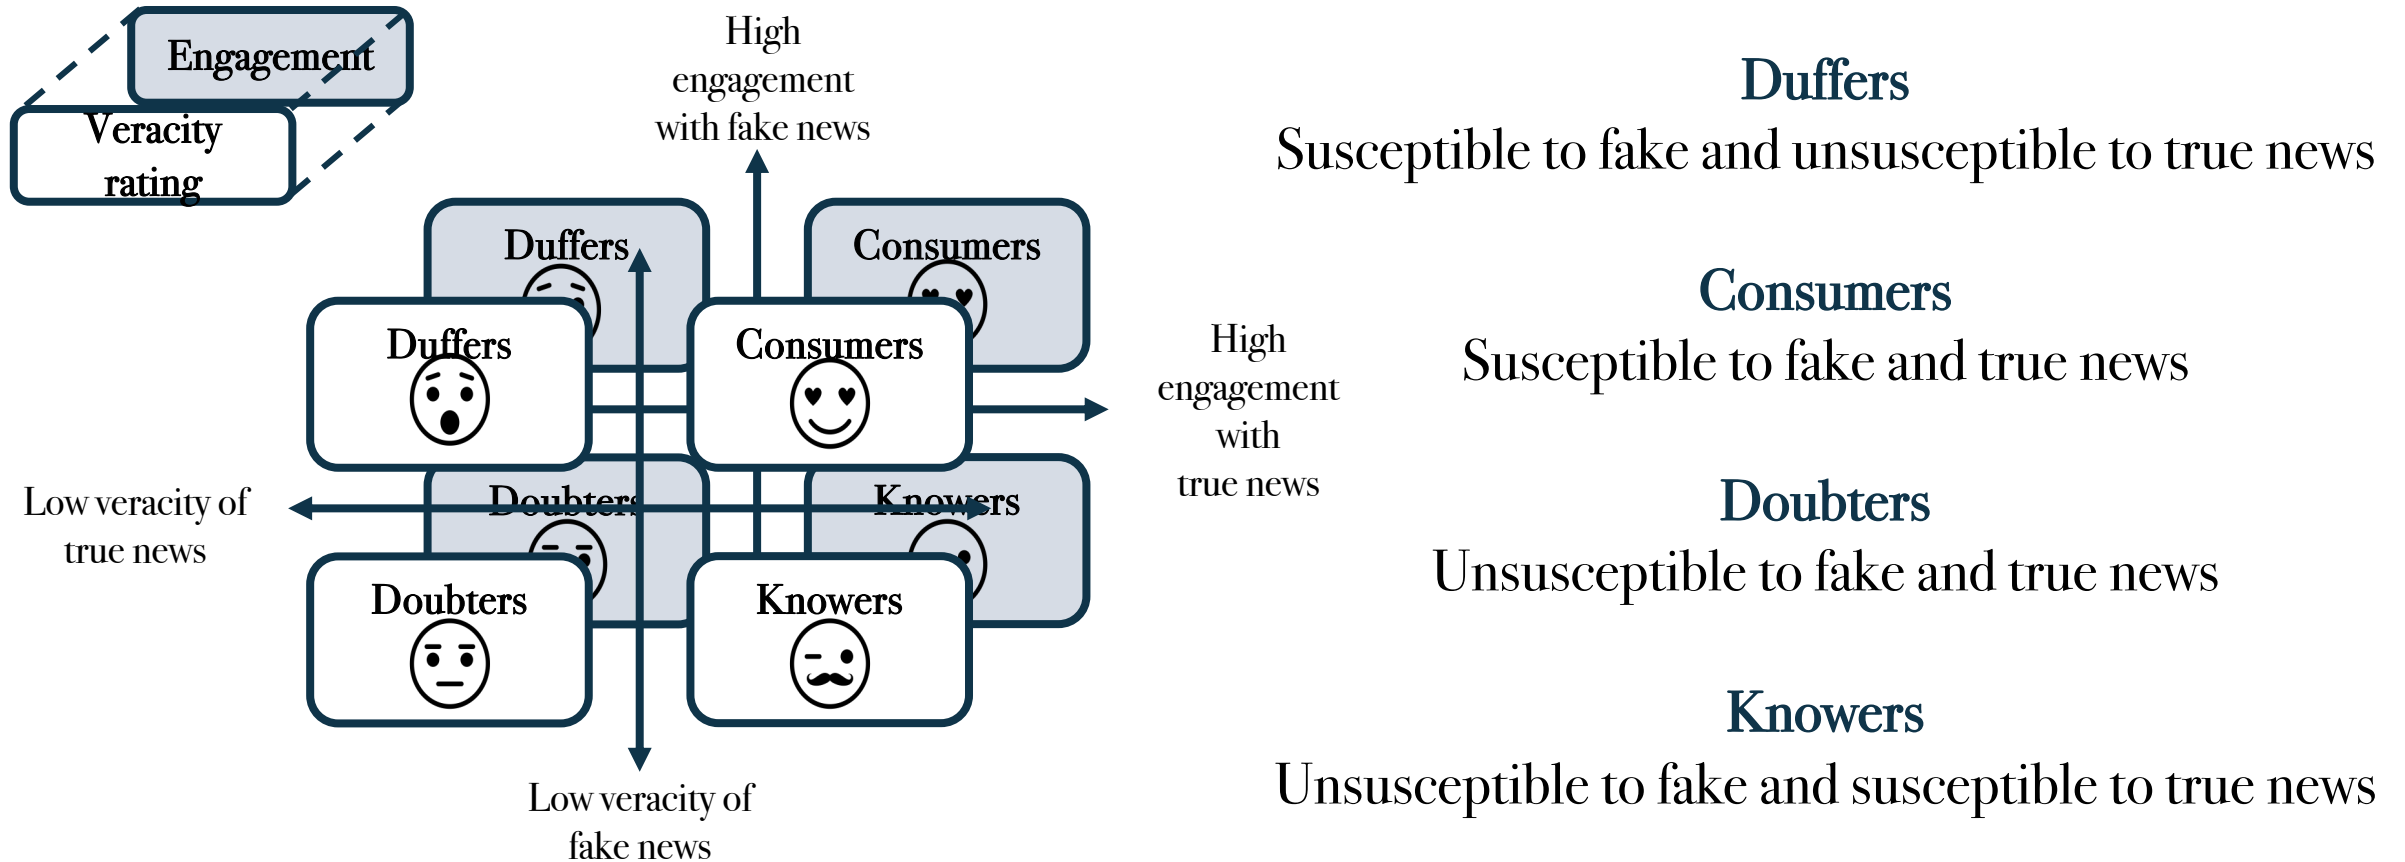 Engagement
Veracity
rating
High
engagement
with fake news
Duffers
Consumers
Duffers
Consumers
High
engagement
with
true news
Low veracity of
true news
Doubters
Knowers
Doubters
Knowers
Low veracity of
fake news
Duffers
Susceptible to fake and unsusceptible to true news
Consumers
Susceptible to fake and true news
Doubters
Unsusceptible to fake and true news
Knowers
Unsusceptible to fake and susceptible to true news